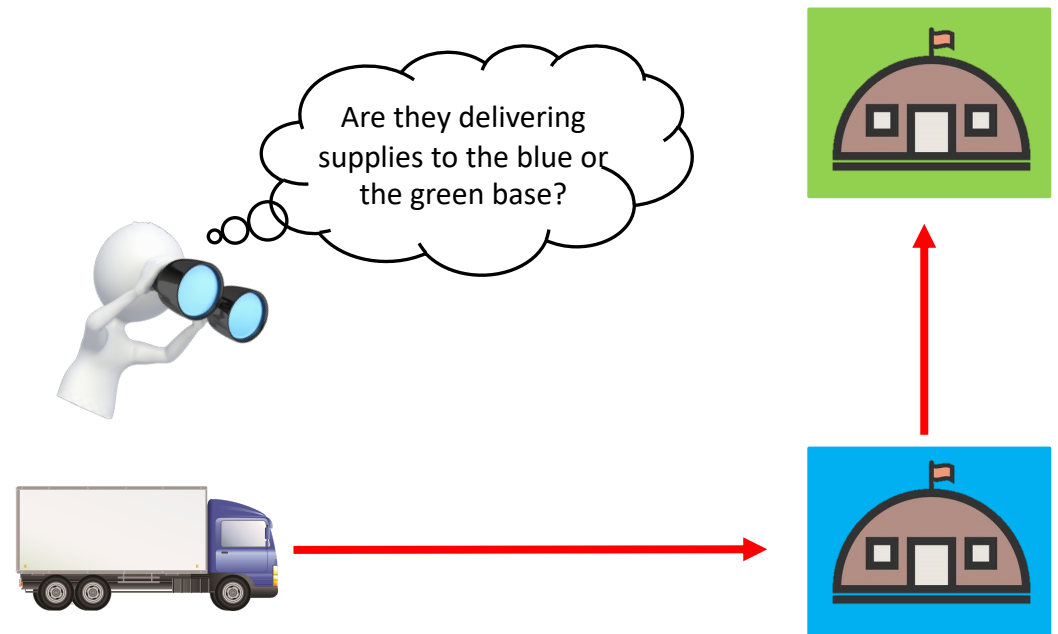 Are they delivering
supplies to the blue or
the green base?